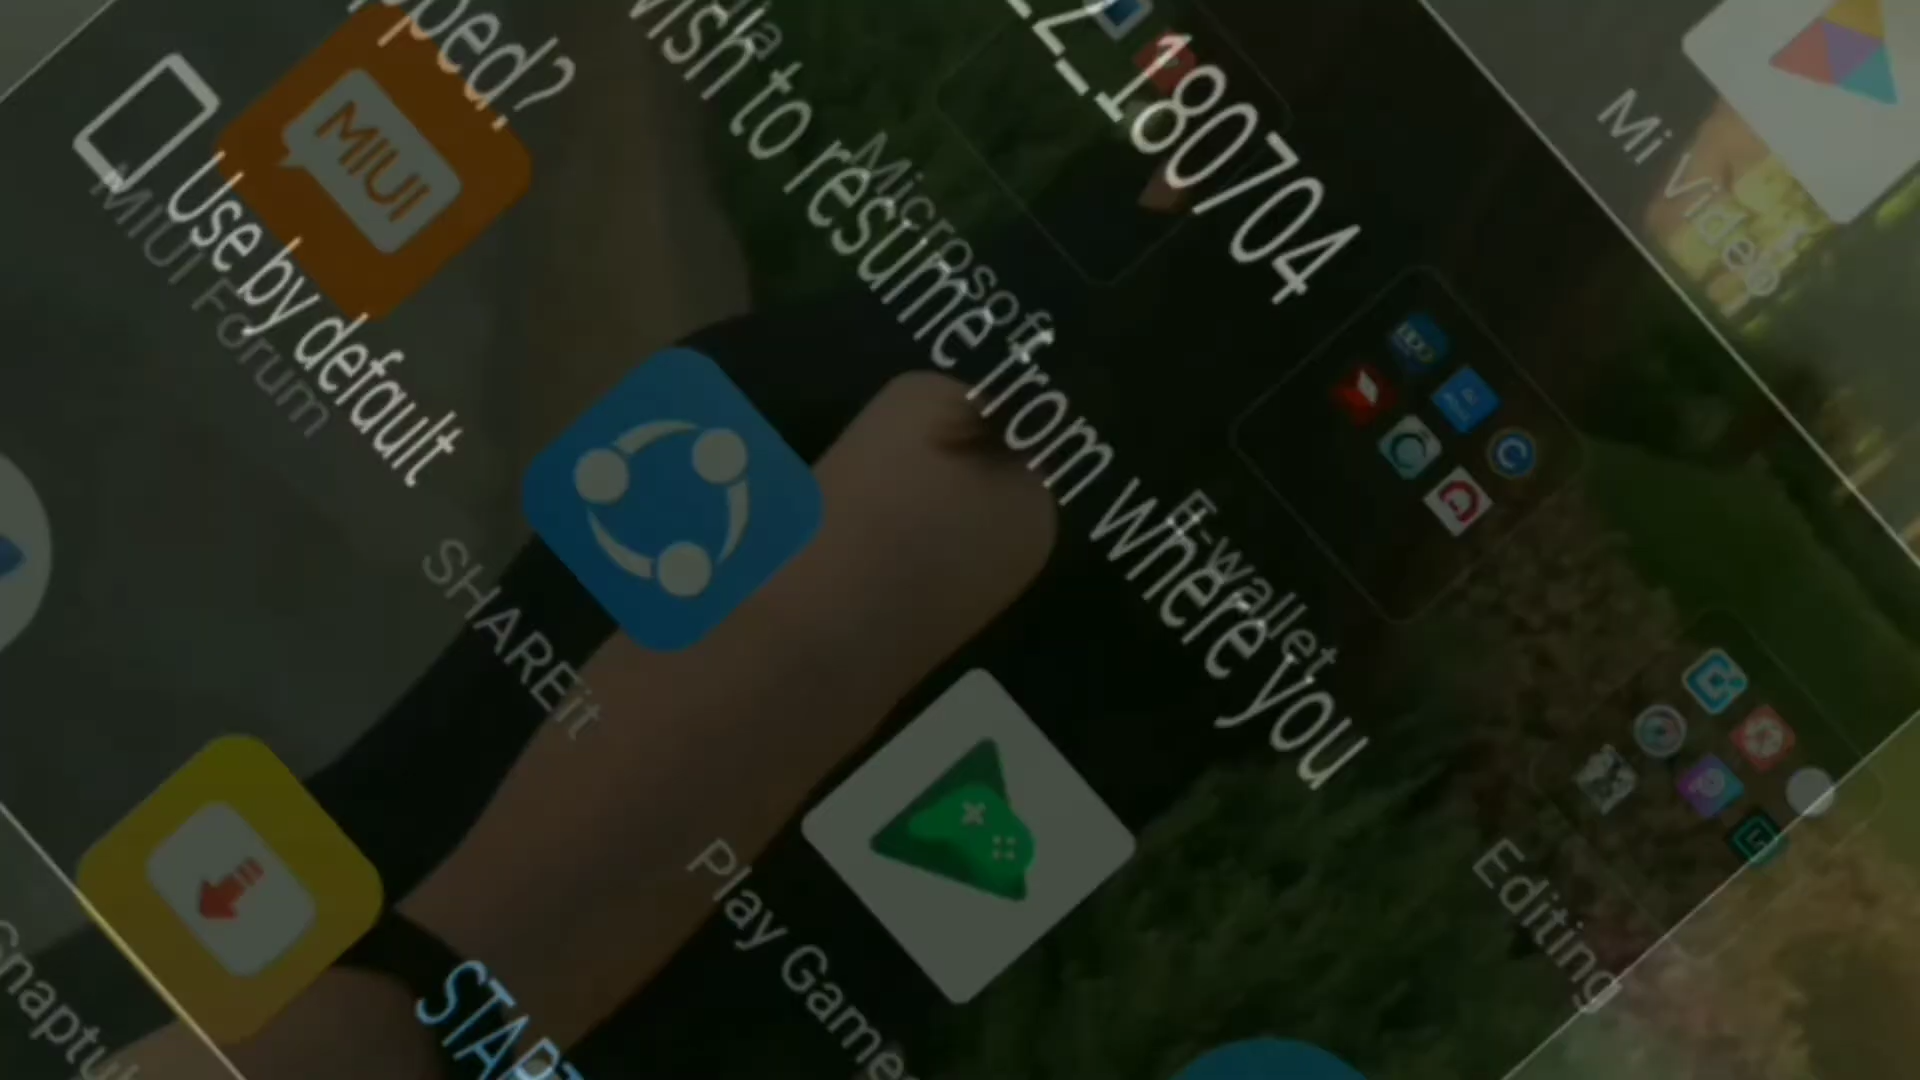 pped?
wish to resume from where you
2_180704
Use by default
START
MIUI
MIUI Forum
Microsoft
Mi Video
SHAREit
E-wallet
Play Games
Editing